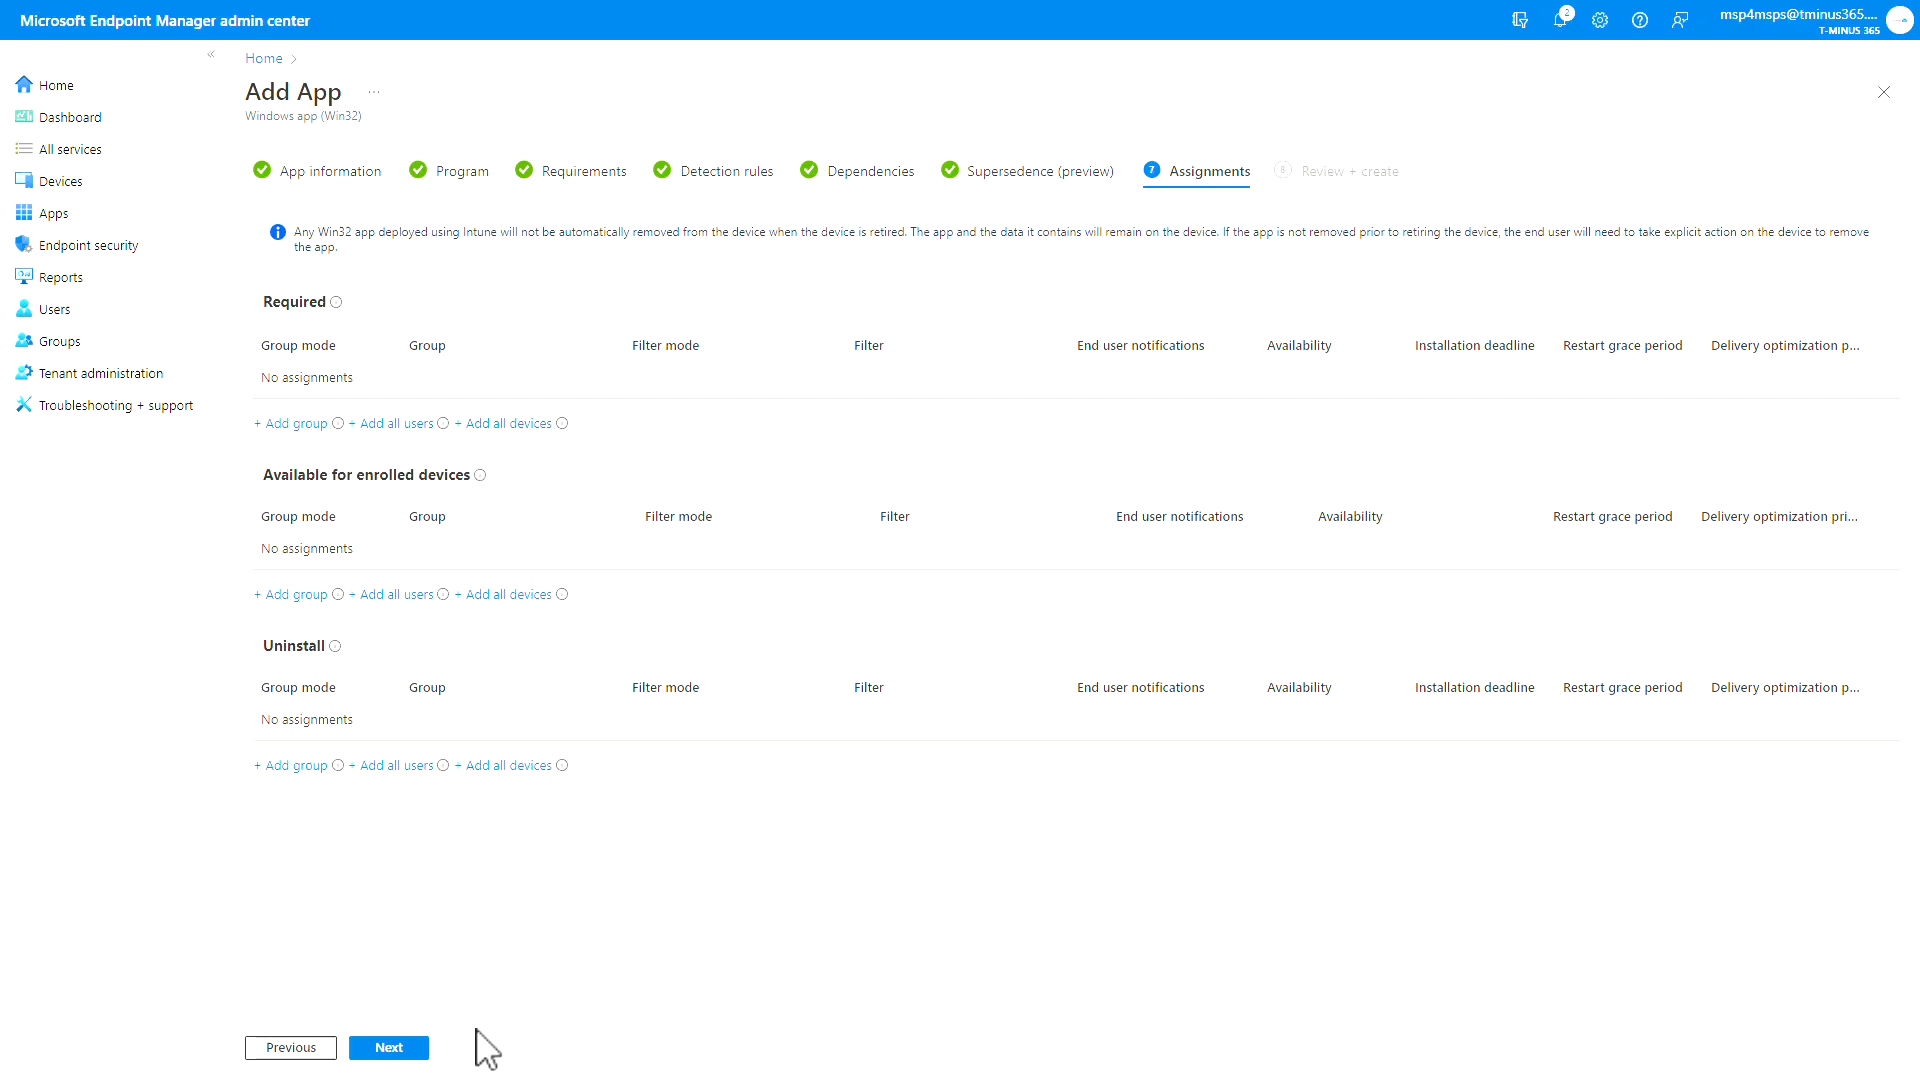 Microsoft Endpoint Manager admin center
2
msp4msps@tminus365....
T-MINUS 365
«
Home
Dashboard
All services
Devices
Apps
Endpoint security
Reports
Users
Groups
Tenant administration
Troubleshooting + support
Home >
Add App ...
Windows app (Win32)
App information Program Requirements Detection rules Dependencies Supersedence (preview) 7 Assignments 8 Review + create
Any Win32 app deployed using Intune will not be automatically removed from the device when the device is retired. The app and the data it contains will remain on the device. If the app is not removed prior to retiring the device, the end user will need to take explicit action on the device to remove
the app.
Required
Group mode Group Filter mode Filter End user notifications Availability Installation deadline Restart grace period Delivery optimization p...
No assignments
+ Add group + Add all users + Add all devices
Available for enrolled devices
Group mode Group Filter mode Filter End user notifications Availability Restart grace period Delivery optimization pri...
No assignments
+ Add group + Add all users + Add all devices
Uninstall
Group mode Group Filter mode Filter End user notifications Availability Installation deadline Restart grace period Delivery optimization p...
No assignments
+ Add group + Add all users + Add all devices
Previous Next